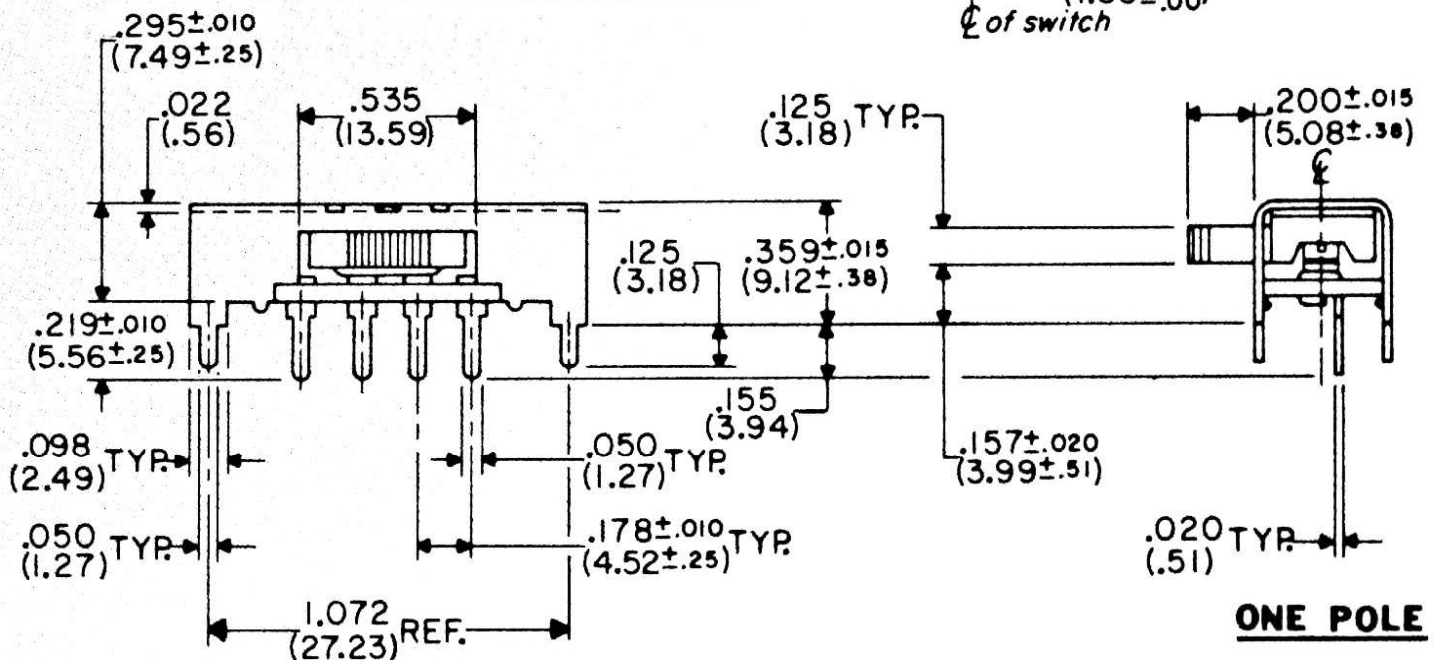 ℄ of switch
.295±.010
(7.49±.25)
.022
(.56)
.535
(13.59)
.125 TYP.
(3.18)
.200±.015
(5.08±.38)
℄
.125
(3.18)
.359±.015
(9.12±.38)
.219±.010
(5.56±.25)
.155
(3.94)
.098 TYP.
(2.49)
.050 TYP.
(1.27)
.157±.020
(3.99±.51)
.050 TYP.
(1.27)
.178±.010 TYP.
(4.52±.25)
.020 TYP.
(.51)
1.072 REF.
(27.23)
ONE POLE